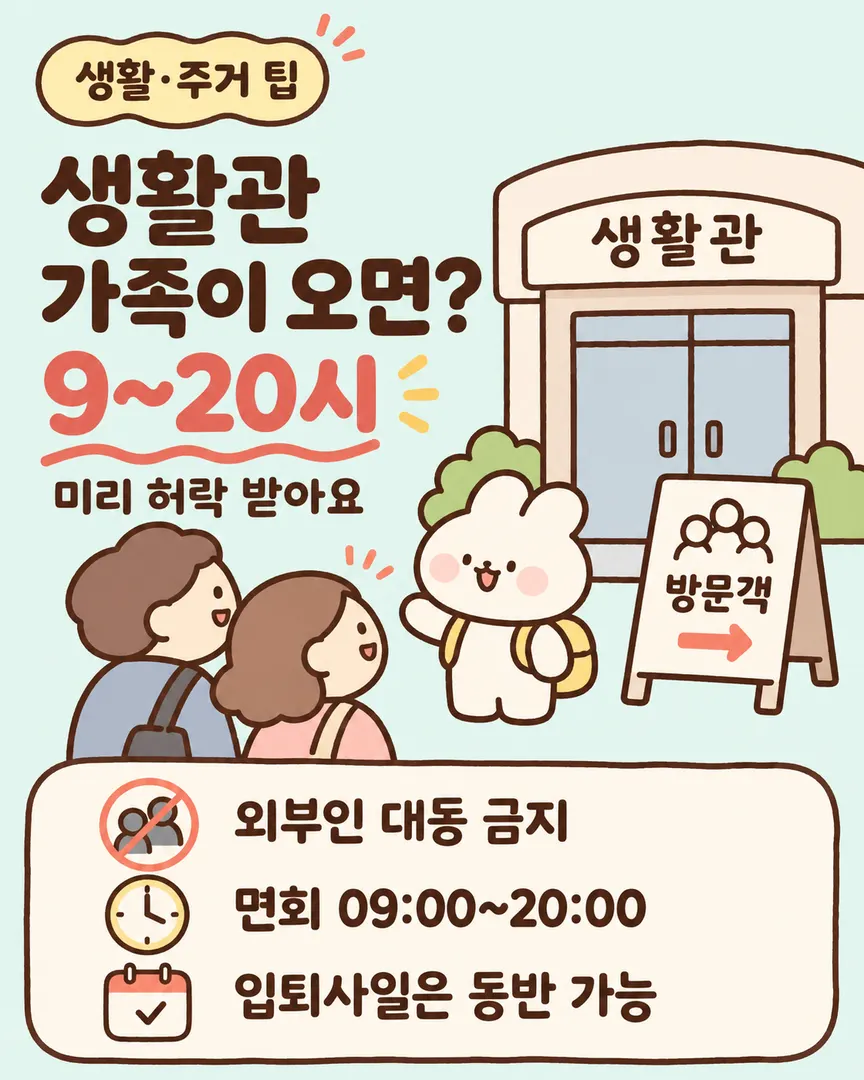 생활·주거 팁
생활관
가족이 오면?
9~20시
미리 허락 받아요
생활관
방문객
외부인 대동 금지
면회 09:00~20:00
입퇴사일은 동반 가능